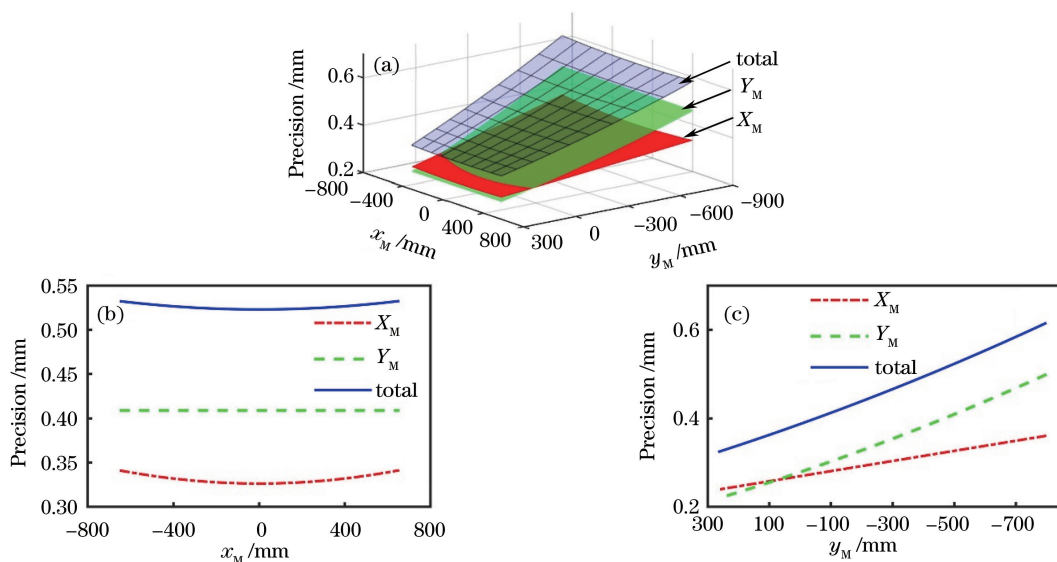 (a)
total
Y_M
X_M
Precision /mm
0.6
0.4
0.2
−800
−400
0
400
800
x_M /mm
300
0
−300
−600
−900
y_M /mm
(b)
0.55
0.50
0.45
0.40
0.35
0.30
Precision /mm
X_M
Y_M
total
−800
−400
0
400
800
x_M /mm
(c)
0.6
0.4
0.2
Precision /mm
X_M
Y_M
total
300
100
−100
−300
−500
−700
y_M /mm